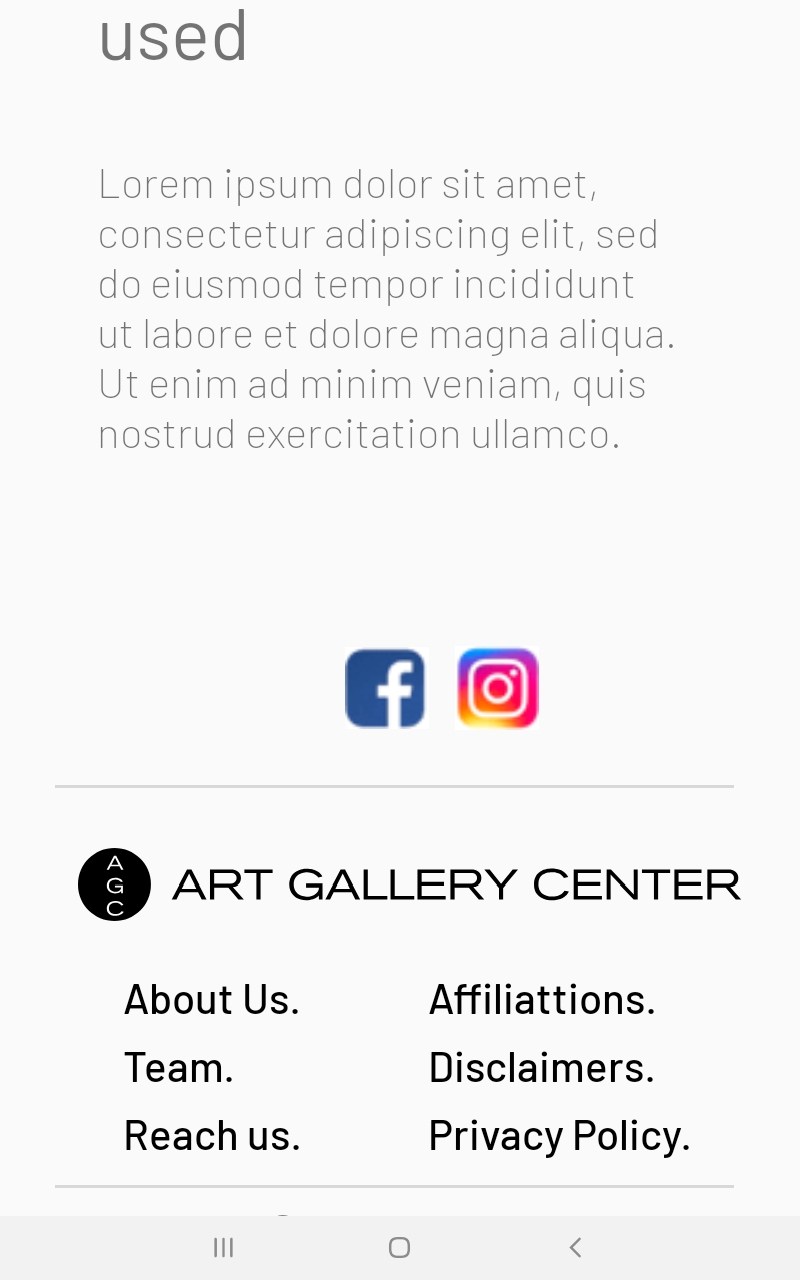 used
Lorem ipsum dolor sit amet,
consectetur adipiscing elit, sed
do eiusmod tempor incididunt
ut labore et dolore magna aliqua.
Ut enim ad minim veniam, quis
nostrud exercitation ullamco.
A
G
C
ART GALLERY CENTER
About Us.
Affiliattions.
Team.
Disclaimers.
Reach us.
Privacy Policy.